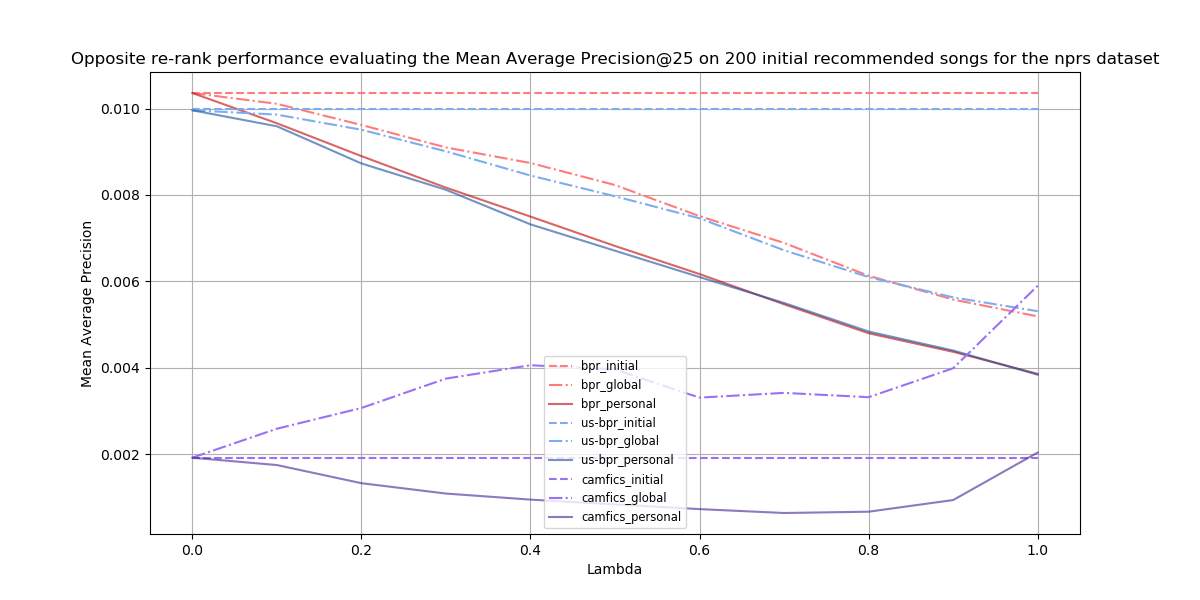 Opposite re-rank performance evaluating the Mean Average Precision@25 on 200 initial recommended songs for the nprs dataset
Mean Average Precision
0.010
0.008
0.006
0.004
0.002
bpr_initial
bpr_global
bpr_personal
us-bpr_initial
us-bpr_global
us-bpr_personal
camfics_initial
camfics_global
camfics_personal
0.0 0.2 0.4 0.6 0.8 1.0
Lambda